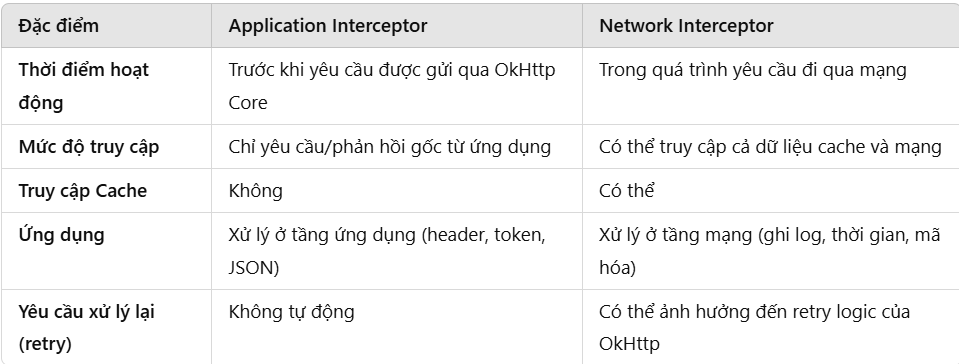 Đặc điểm Application Interceptor Network Interceptor
Thời điểm hoạt động Trước khi yêu cầu được gửi qua OkHttp Core Trong quá trình yêu cầu đi qua mạng
Mức độ truy cập Chỉ yêu cầu/phản hồi gốc từ ứng dụng Có thể truy cập cả dữ liệu cache và mạng
Truy cập Cache Không Có thể
Ứng dụng Xử lý ở tầng ứng dụng (header, token, JSON) Xử lý ở tầng mạng (ghi log, thời gian, mã hóa)
Yêu cầu xử lý lại (retry) Không tự động Có thể ảnh hưởng đến retry logic của OkHttp